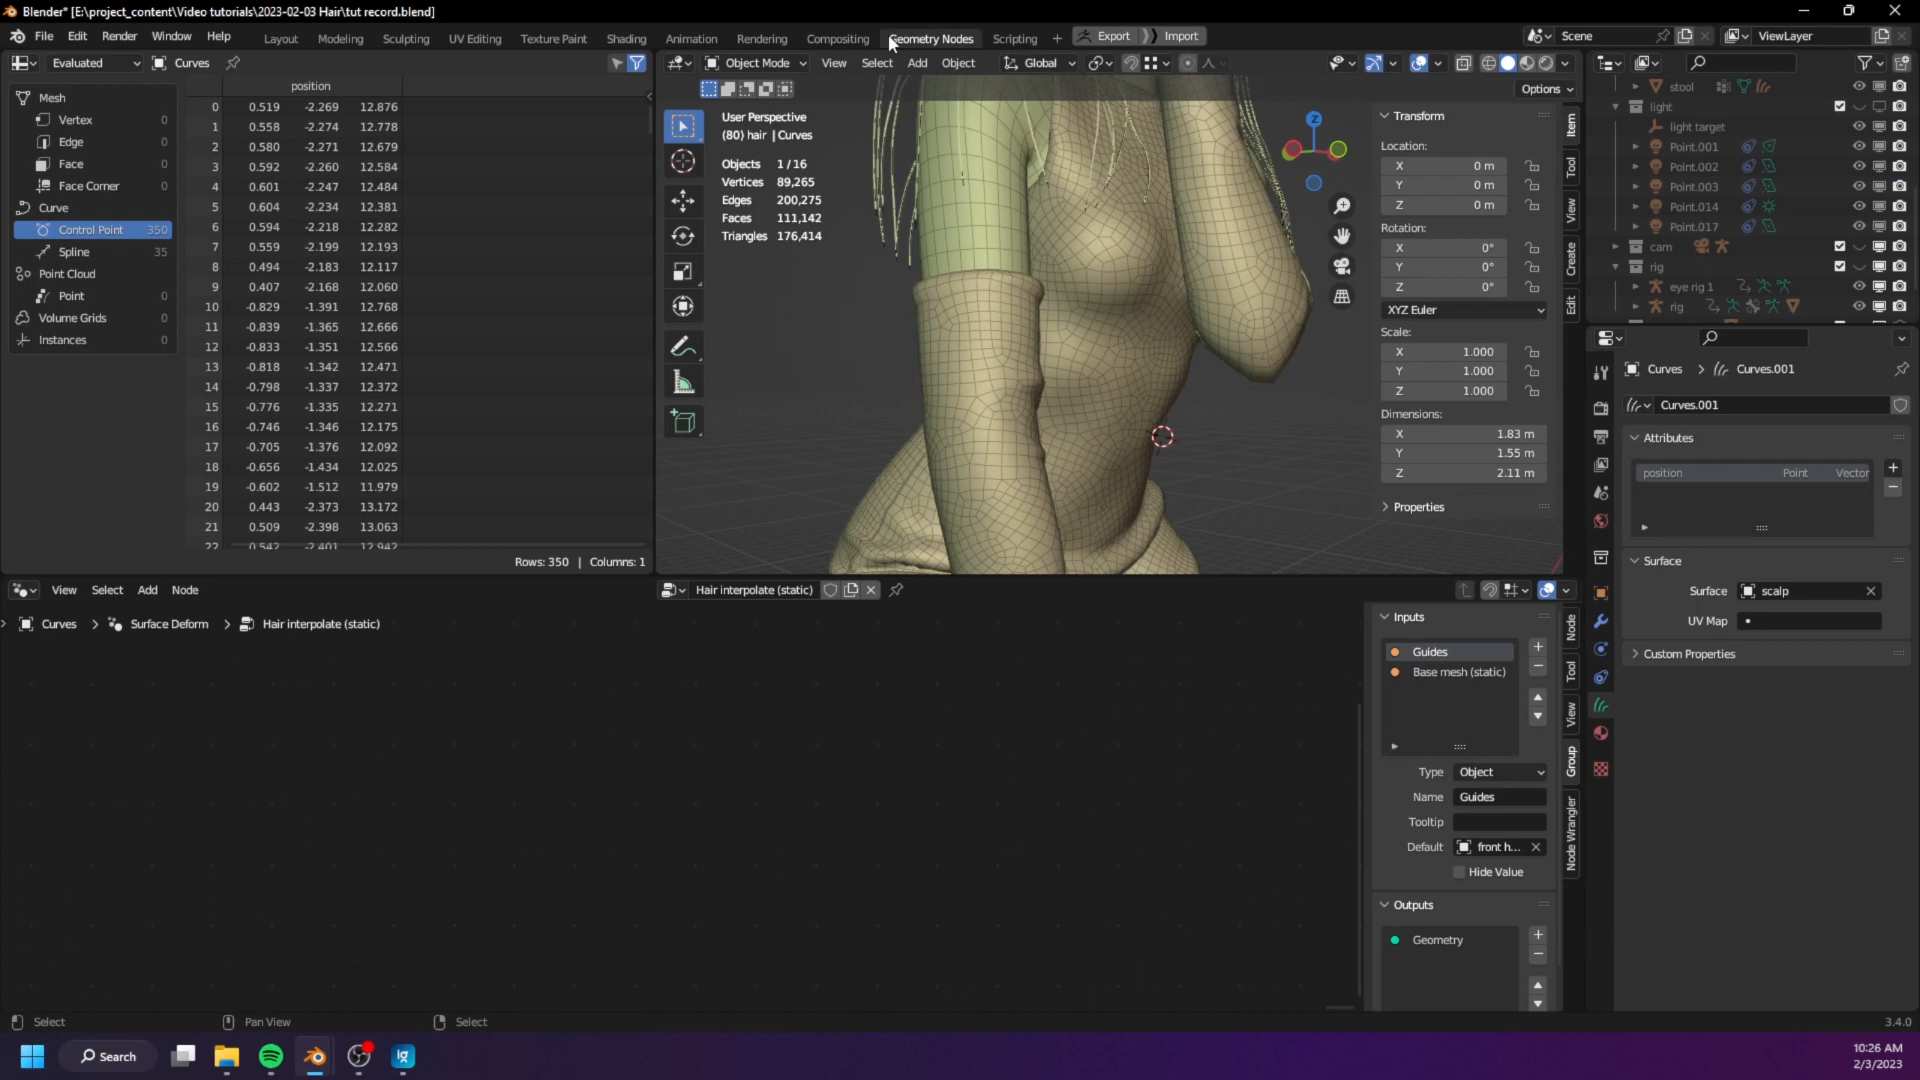 Blender* [E:\project_content\Video tutorials\2023-02-03 Hair\tut record.blend]
File Edit Render Window Help Layout Modeling Sculpting UV Editing Texture Paint Shading Animation Rendering Compositing Geometry Nodes Scripting + Export Import Scene ViewLayer
Evaluated Curves Object Mode View Select Add Object Global
Options
position
Mesh
Vertex 0
Edge 0
Face 0
Face Corner 0
Curve
Control Point 350
Spline 35
Point Cloud
Point 0
Volume Grids 0
Instances 0
0 0.519 -2.269 12.876
1 0.558 -2.274 12.778
2 0.580 -2.271 12.679
3 0.592 -2.260 12.584
4 0.601 -2.247 12.484
5 0.604 -2.234 12.381
6 0.594 -2.218 12.282
7 0.559 -2.199 12.193
8 0.494 -2.183 12.117
9 0.407 -2.168 12.060
10 -0.829 -1.391 12.768
11 -0.839 -1.365 12.666
12 -0.833 -1.351 12.566
13 -0.818 -1.342 12.471
14 -0.798 -1.337 12.372
15 -0.776 -1.335 12.271
16 -0.746 -1.346 12.175
17 -0.705 -1.376 12.092
18 -0.656 -1.434 12.025
19 -0.602 -1.512 11.979
20 0.443 -2.373 13.172
21 0.509 -2.398 13.063
22 0.542 -2.401 12.942
Rows: 350 | Columns: 1
User Perspective
(80) hair | Curves
Objects 1 / 16
Vertices 89,265
Edges 200,275
Faces 111,142
Triangles 176,414
Z
Transform
Location:
X 0 m
Y 0 m
Z 0 m
Rotation:
X 0°
Y 0°
Z 0°
XYZ Euler
Scale:
X 1.000
Y 1.000
Z 1.000
Dimensions:
X 1.83 m
Y 1.55 m
Z 2.11 m
Properties
Item
Tool
View
Create
Edit
stool
light
light target
Point.001
Point.002
Point.003
Point.014
Point.017
cam
rig
eye rig 1
rig
Curves Curves.001
Curves.001
Attributes
position Point Vector
Surface
Surface scalp
UV Map
Custom Properties
View Select Add Node Hair interpolate (static)
Curves Surface Deform Hair interpolate (static)
Inputs
Guides
Base mesh (static)
Type Object
Name Guides
Tooltip
Default front h...
Hide Value
Outputs
Geometry
Node
Tool
View
Group
Node Wrangler
Select Pan View Select 3.4.0
Search
lg
10:26 AM
2/3/2023